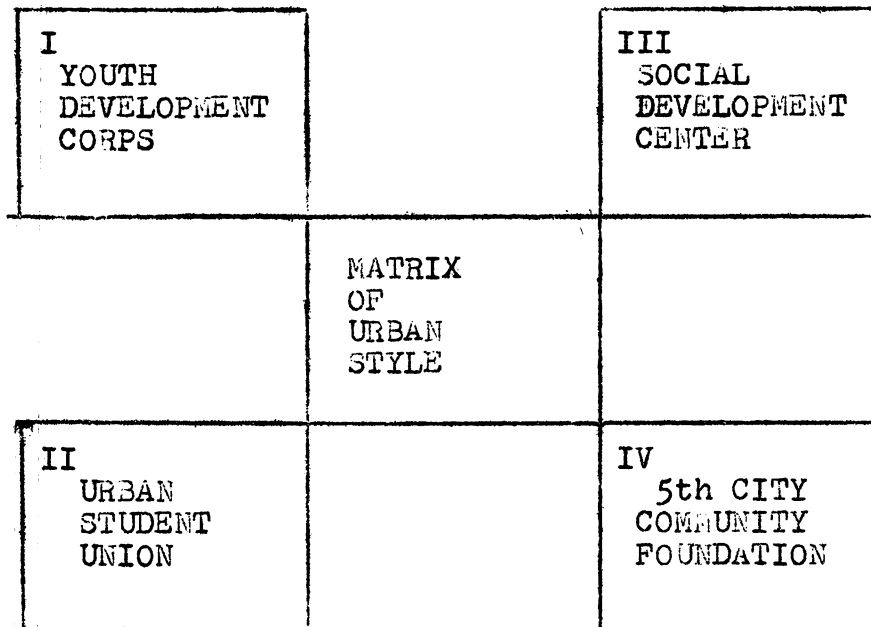 I
YOUTH
DEVELOPMENT
CORPS
III
SOCIAL
DEVELOPMENT
CENTER
MATRIX
OF
URBAN
STYLE
II
URBAN
STUDENT
UNION
IV
5th CITY
COMMUNITY
FOUNDATION